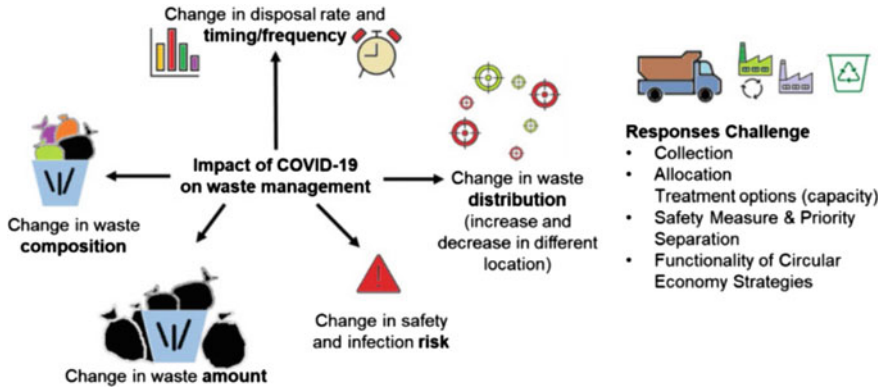 Change in disposal rate and
timing/frequency
Impact of COVID-19
on waste management
Change in waste
composition
Change in waste
distribution
(increase and
decrease in different
location)
Change in safety
and infection risk
Change in waste amount
Responses Challenge
• Collection
• Allocation
Treatment options (capacity)
• Safety Measure & Priority
Separation
• Functionality of Circular
Economy Strategies